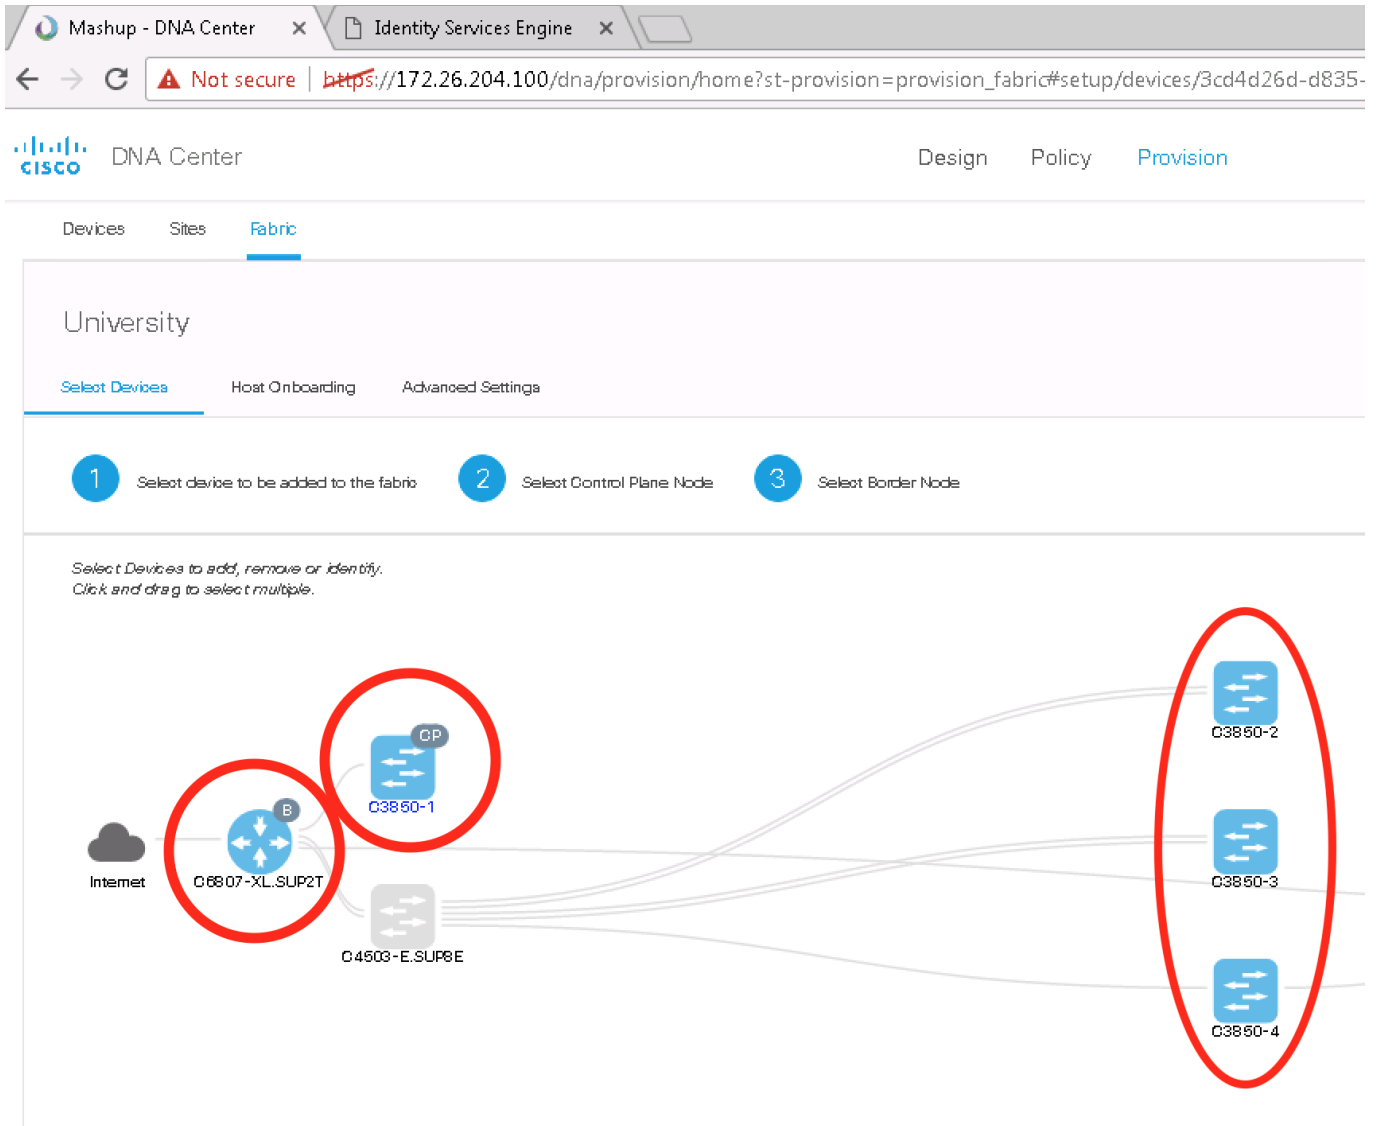 Mashup - DNA Center
Identity Services Engine
Not secure | https://172.26.204.100/dna/provision/home?st-provision=provision_fabric#setup/devices/3cd4d26d-d835-
CISCO DNA Center Design Policy Provision
Devices Sites Fabric
University
Select Devices Host Onboarding Advanced Settings
1 Select device to be added to the fabric 2 Select Control Plane Node 3 Select Border Node
Select Devices to add, remove or identify.
Click and drag to select multiple.
C3850-2
CP
C3850-1
B
Internet
C6807-XL.SUP2T
C3850-3
C4503-E.SUP8E
C3850-4